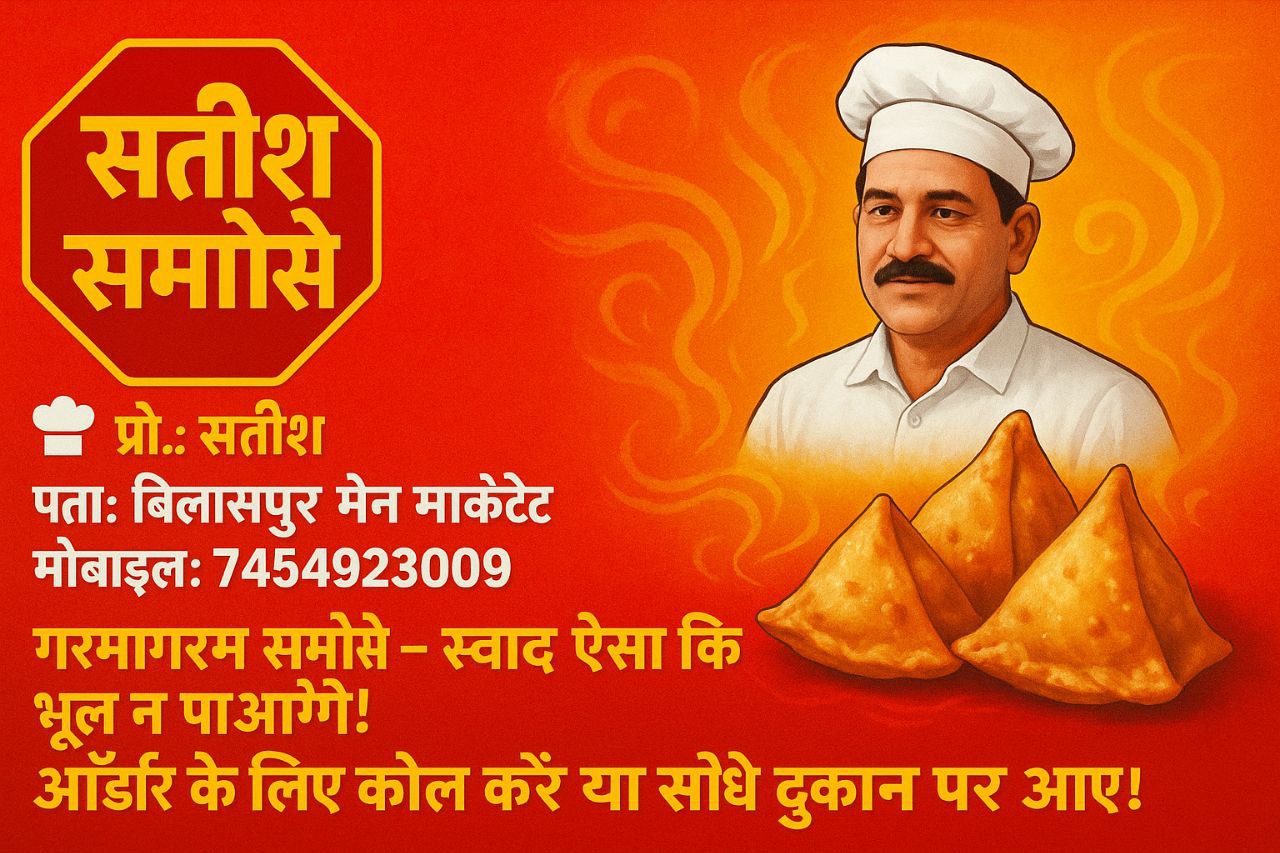 सतीश
समाोसे
प्रो.: सतीश
पता: बिलासपुर मेन माकेटेट
मोबाइल: 7454923009
गरमागरम समोसे – स्वाद ऐसा कि
भूल न पाआग्गे!
ऑर्डार के लिए कोल करें या सोधे दुकान पर आए!